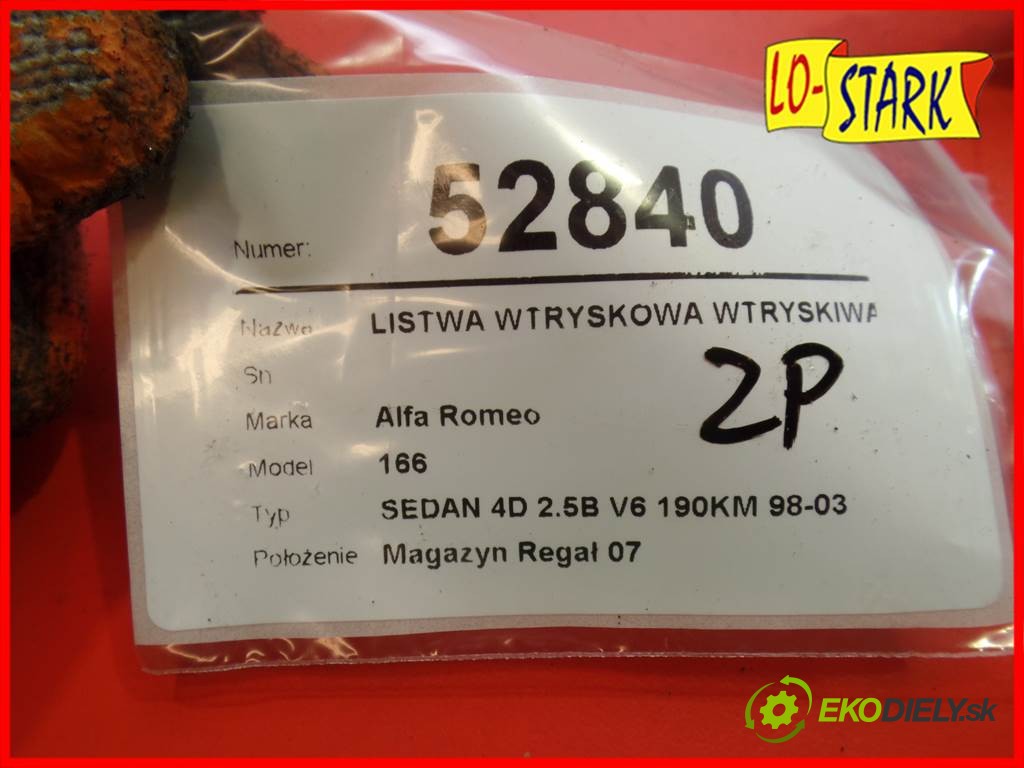 LO-STARK
Numer: 52840
Nazwa LISTWA WTRYSKOWA WTRYSKIWA
Sn
Marka Alfa Romeo
ZP
Model 166
Typ SEDAN 4D 2.5B V6 190KM 98-03
Położenie Magazyn Regał 07
EKODIELY.sk